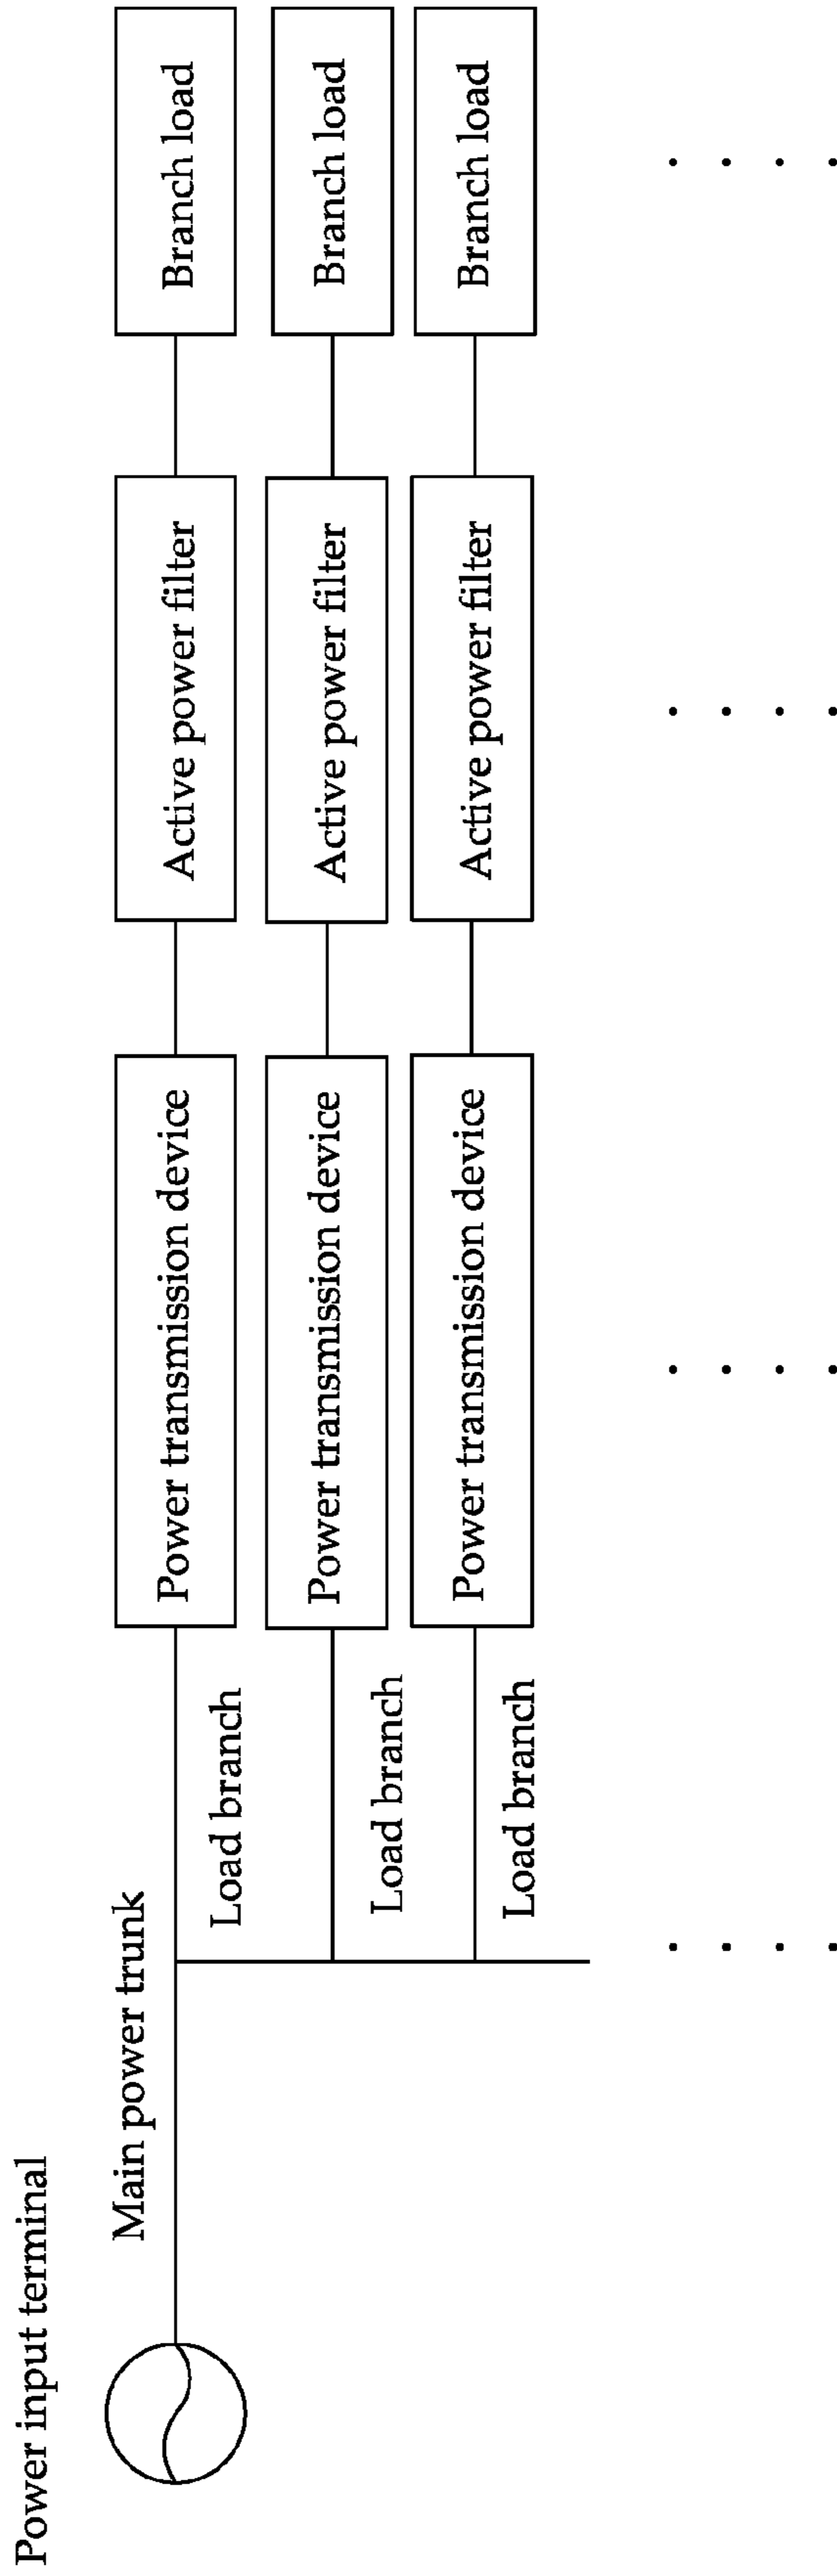 Power input terminal
Main power trunk
Load branch
Power transmission device
Active power filter
Branch load
Load branch
Power transmission device
Active power filter
Branch load
Load branch
Power transmission device
Active power filter
Branch load